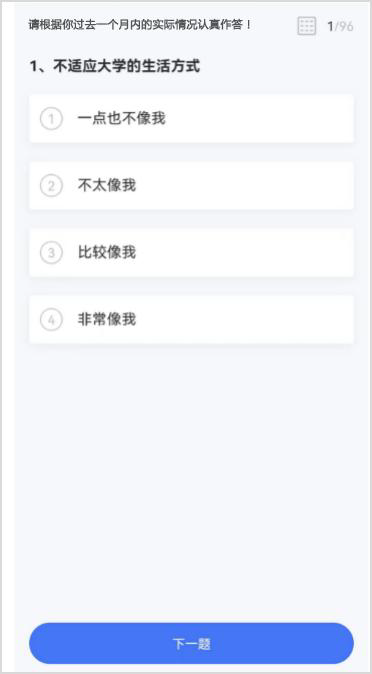 请根据你过去一个月内的实际情况认真作答！ 1/96
1、不适应大学的生活方式
1 一点也不像我
2 不太像我
3 比较像我
4 非常像我
下一题